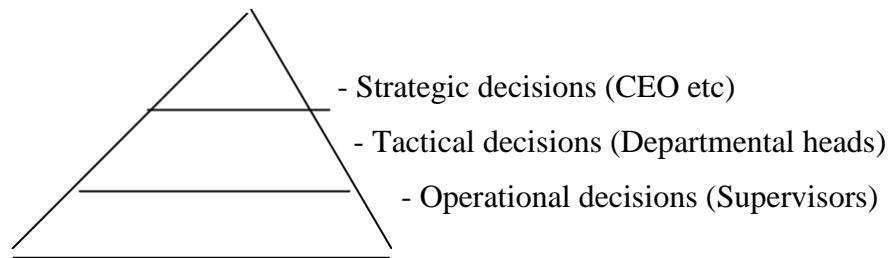 - Strategic decisions (CEO etc)
- Tactical decisions (Departmental heads)
- Operational decisions (Supervisors)